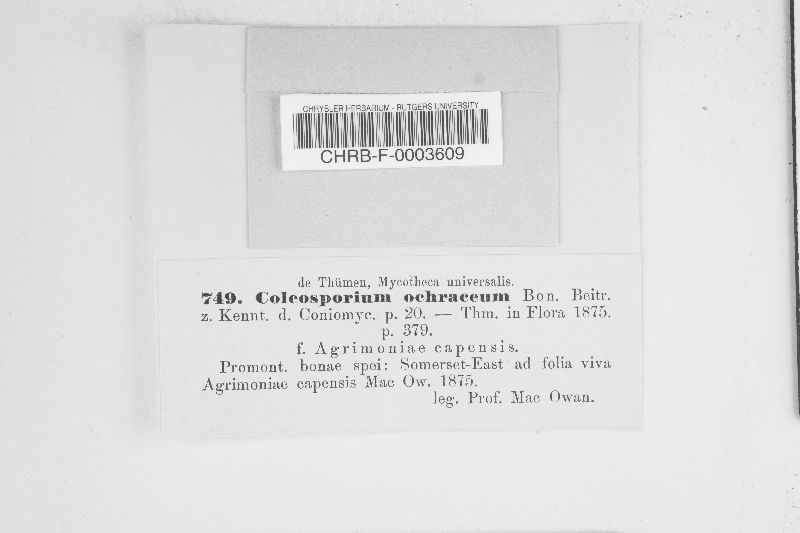 CHRYSLER HERBARIUM - RUTGERS UNIVERSITY
CHRB-F-0003609
de Thümen, Mycotheca universalis.
749. Coleosporium ochraceum Bon. Beitr.
z. Kennt. d. Coniomyc. p. 20. — Thm. in Flora 1875.
p. 379.
f. Agrimoniae capensis.
Promont. bonae spei: Somerset-East ad folia viva
Agrimoniae capensis Mac Ow. 1875.
leg. Prof. Mac Owan.